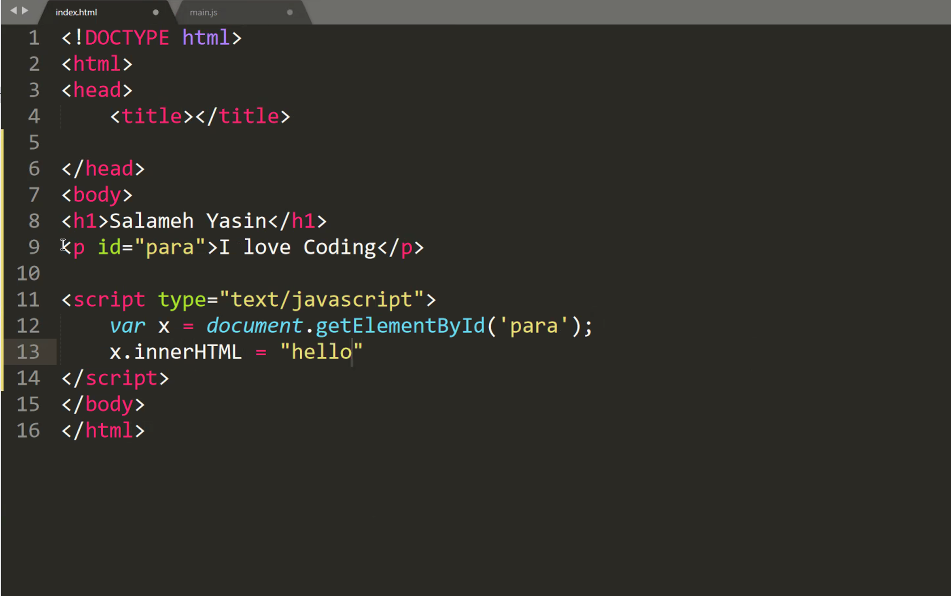 index.html main.js
1 <!DOCTYPE html>
2 <html>
3 <head>
4     <title></title>
5
6 </head>
7 <body>
8 <h1>Salameh Yasin</h1>
9 <p id="para">I love Coding</p>
10
11 <script type="text/javascript">
12     var x = document.getElementById('para');
13     x.innerHTML = "hello"
14 </script>
15 </body>
16 </html>